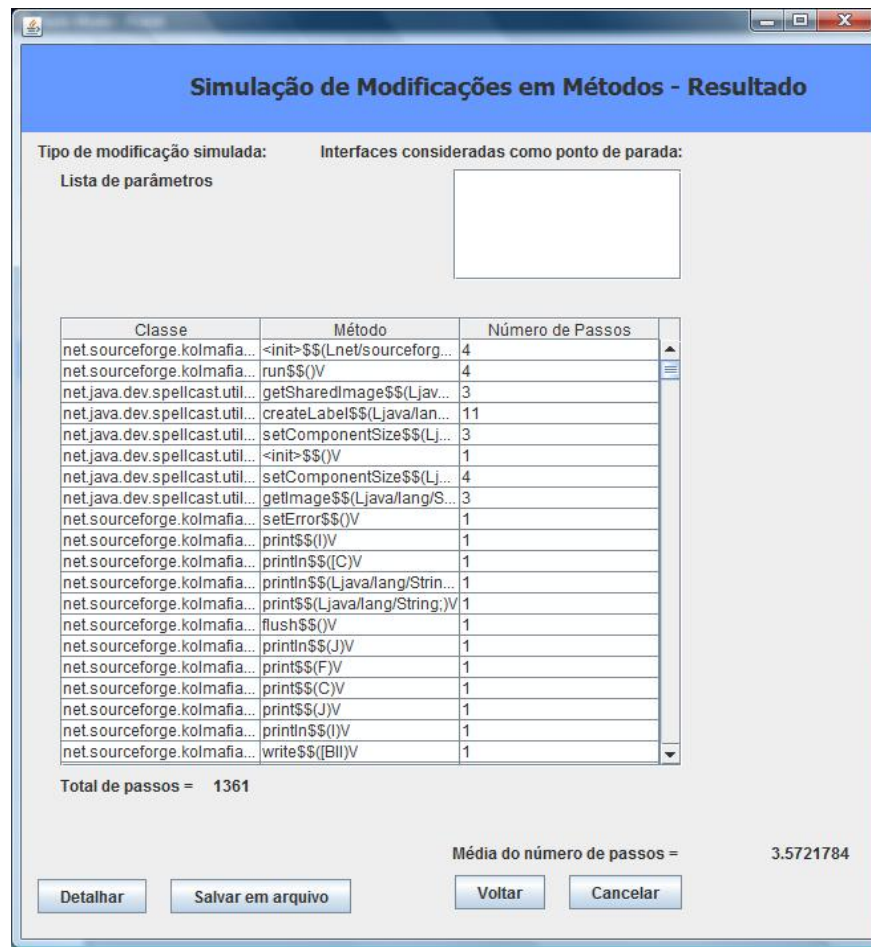 Simulação de Modificações em Métodos - Resultado
Tipo de modificação simulada: Interfaces consideradas como ponto de parada:
Lista de parâmetros
Classe Método Número de Passos
net.sourceforge.kolmafia... <init>$$(Lnet/sourceforg... 4
net.sourceforge.kolmafia... run$$()V 4
net.java.dev.spellcast.util... getSharedImage$$(Ljav... 3
net.java.dev.spellcast.util... createLabel$$(Ljava/lan... 11
net.java.dev.spellcast.util... setComponentSize$$(Lj... 3
net.java.dev.spellcast.util... <init>$$()V 1
net.java.dev.spellcast.util... setComponentSize$$(Lj... 4
net.java.dev.spellcast.util... getImage$$(Ljava/lang/S... 3
net.sourceforge.kolmafia... setError$$()V 1
net.sourceforge.kolmafia... print$$(I)V 1
net.sourceforge.kolmafia... println$$([C)V 1
net.sourceforge.kolmafia... println$$(Ljava/lang/Strin... 1
net.sourceforge.kolmafia... print$$(Ljava/lang/String;)V 1
net.sourceforge.kolmafia... flush$$()V 1
net.sourceforge.kolmafia... println$$(J)V 1
net.sourceforge.kolmafia... print$$(F)V 1
net.sourceforge.kolmafia... print$$(C)V 1
net.sourceforge.kolmafia... print$$(J)V 1
net.sourceforge.kolmafia... println$$(I)V 1
net.sourceforge.kolmafia... write$$([BII)V 1
Total de passos = 1361
Média do número de passos = 3.5721784
Detalhar Salvar em arquivo Voltar Cancelar